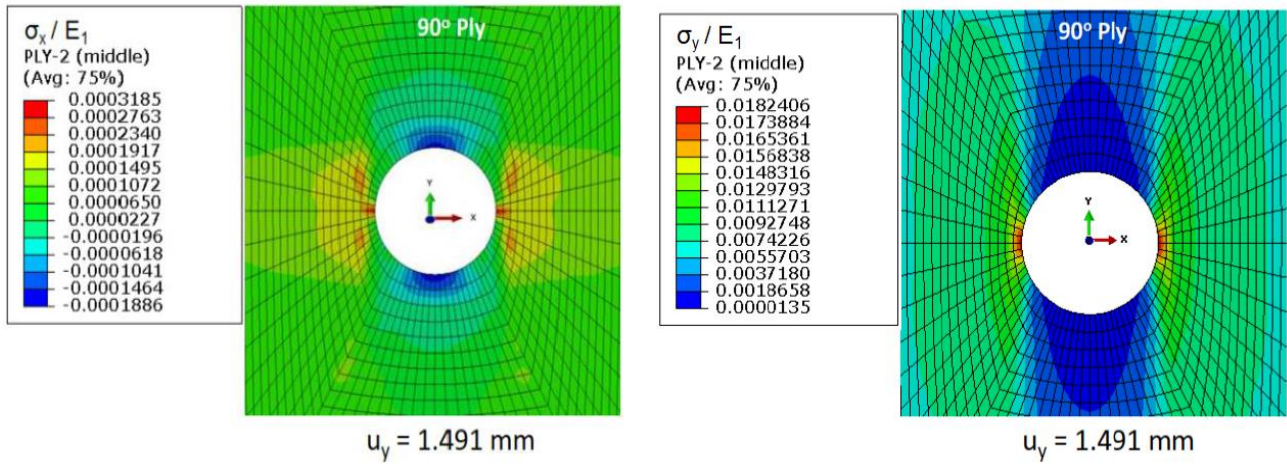 σx / E1
PLY-2 (middle)
(Avg: 75%)
0.0003185
0.0002763
0.0002340
0.0001917
0.0001495
0.0001072
0.0000650
0.0000227
-0.0000196
-0.0000618
-0.0001041
-0.0001464
-0.0001886
90º Ply
Y
X
uy = 1.491 mm
σy / E1
PLY-2 (middle)
(Avg: 75%)
0.0182406
0.0173884
0.0165361
0.0156838
0.0148316
0.0129793
0.0111271
0.0092748
0.0074226
0.0055703
0.0037180
0.0018658
0.0000135
90º Ply
Y
X
uy = 1.491 mm